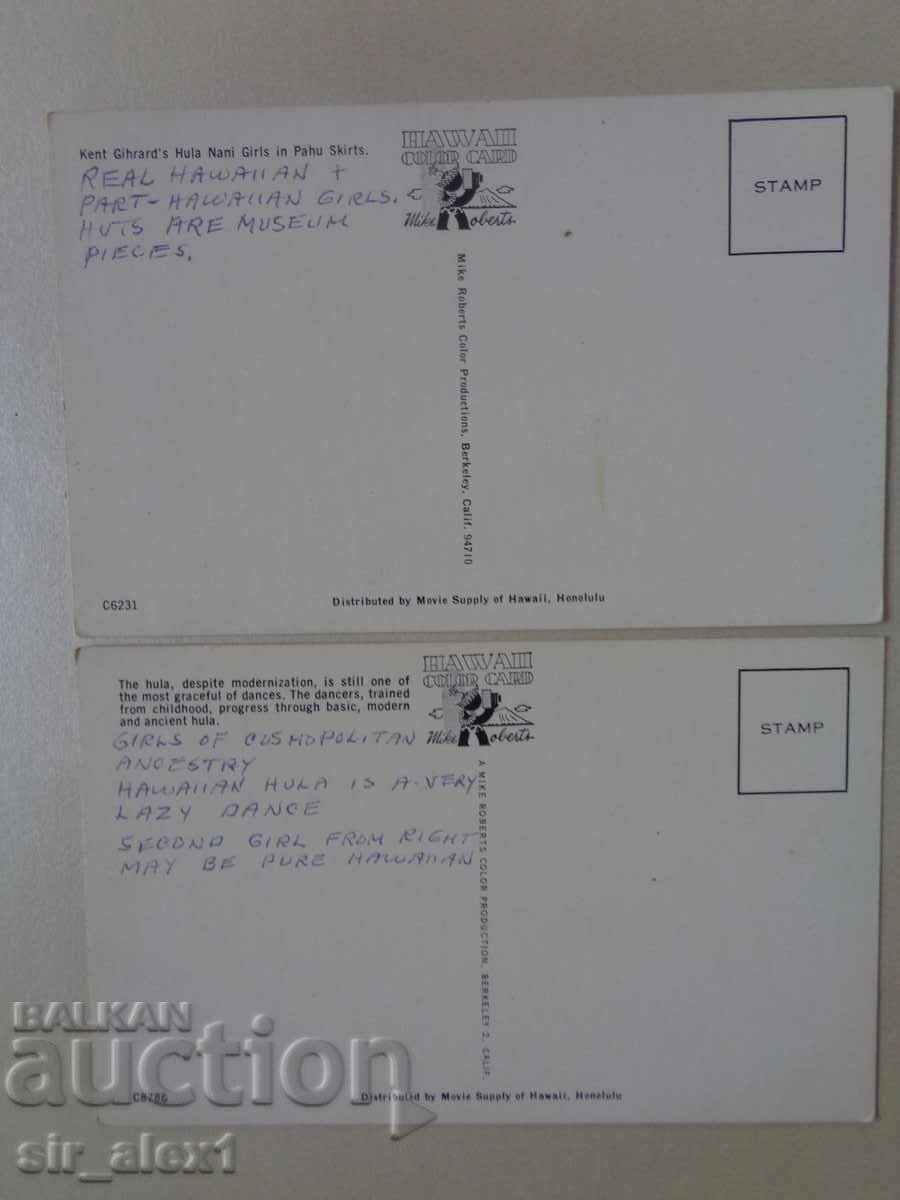 Kent Gihrard's Hula Nani Girls in Pahu Skirts.
REAL HAWAIIAN +
PART-HAWAIIAN GIRLS.
HUTS ARE MUSEUM
PIECES.
HAWAII
COLOR CARD
Mike Roberts
STAMP
Mike Roberts Color Productions, Berkeley, Calif. 94710
C6231
Distributed by Movie Supply of Hawaii, Honolulu
The hula, despite modernization, is still one of
the most graceful of dances. The dancers, trained
from childhood, progress through basic, modern
and ancient hula.
GIRLS OF COSMOPOLITAN
ANCESTRY
HAWAIIAN HULA IS A VERY
LAZY DANCE
SECOND GIRL FROM RIGHT
MAY BE PURE HAWAIIAN
HAWAII
COLOR CARD
Mike Roberts
STAMP
A MIKE ROBERTS COLOR PRODUCTION, BERKELEY 2, CALIF.
C8786
Distributed by Movie Supply of Hawaii, Honolulu
BALKAN
auction
sir_alex1